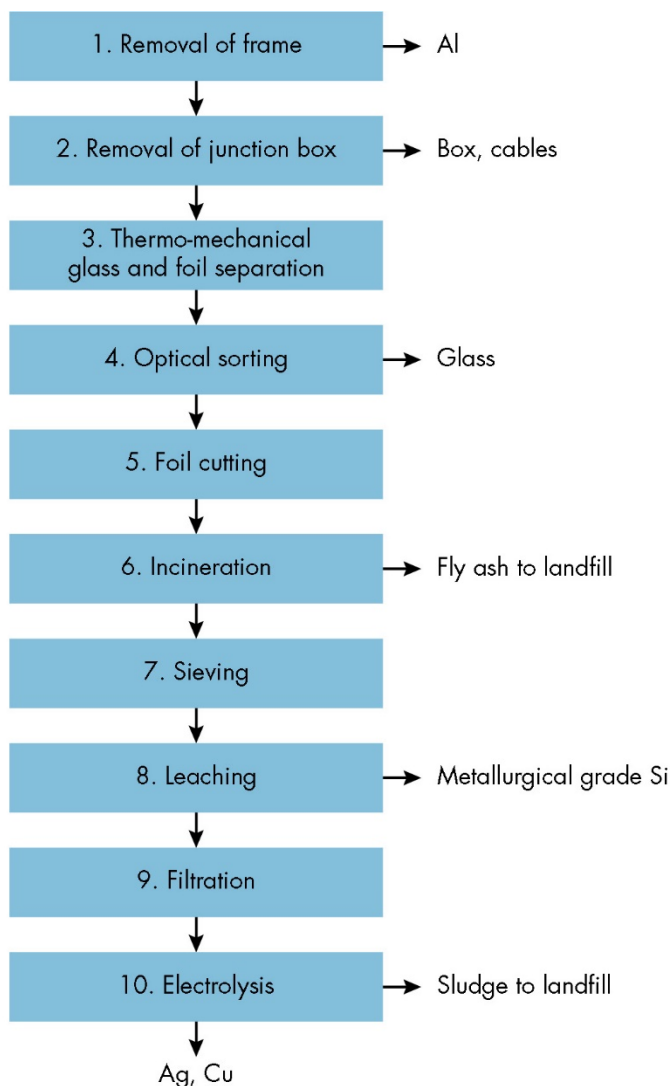 1. Removal of frame
Al
2. Removal of junction box
Box, cables
3. Thermo-mechanical
glass and foil separation
4. Optical sorting
Glass
5. Foil cutting
6. Incineration
Fly ash to landfill
7. Sieving
8. Leaching
Metallurgical grade Si
9. Filtration
10. Electrolysis
Sludge to landfill
Ag, Cu